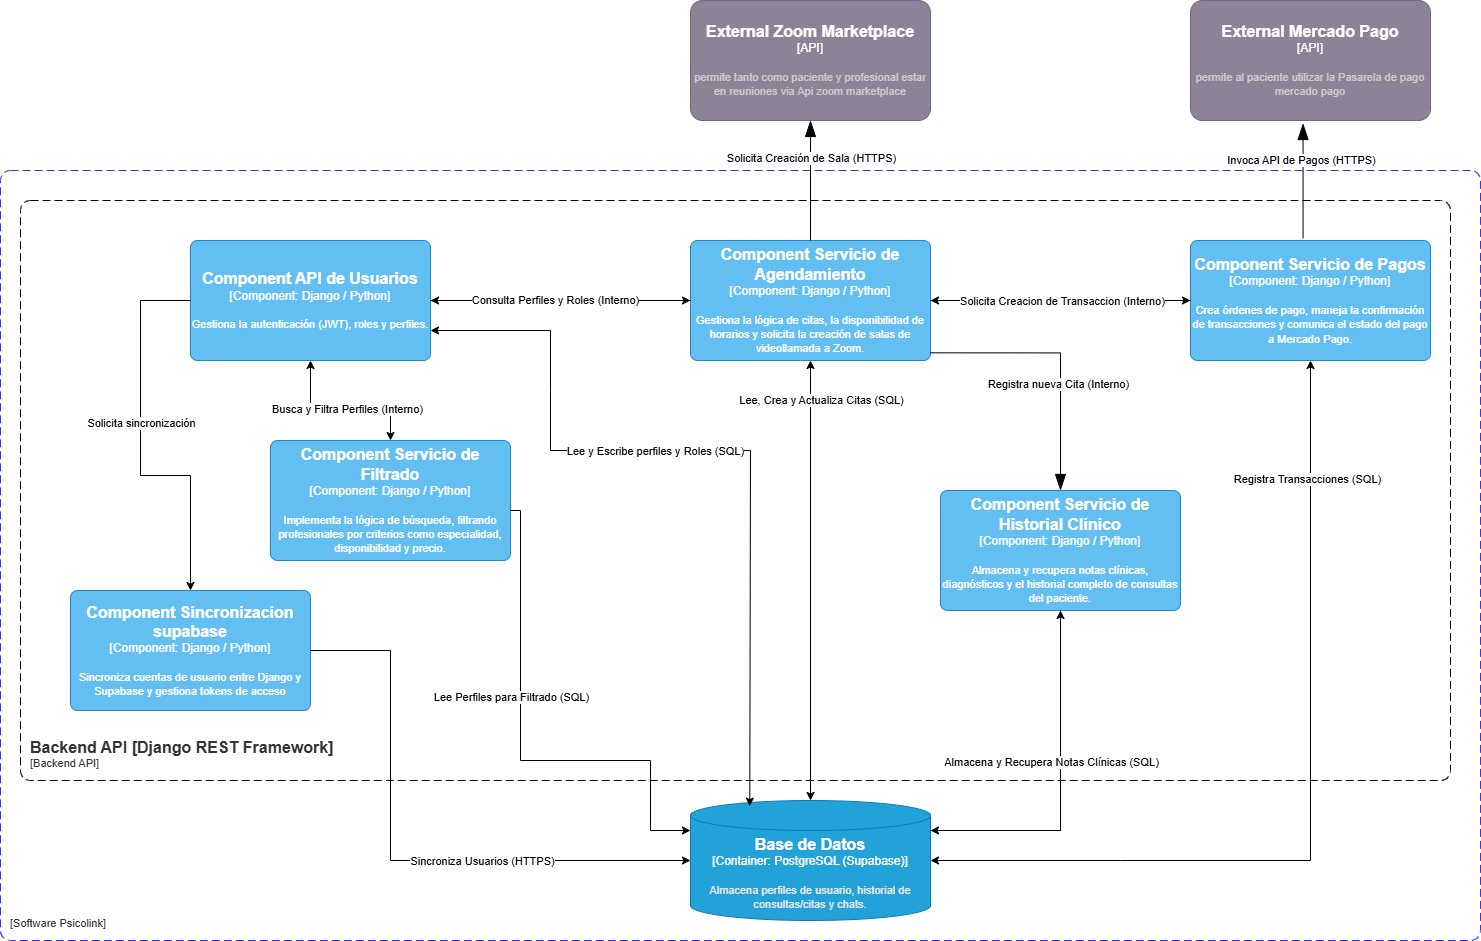 External Zoom Marketplace
[API]
permite tanto como paciente y profesional estar
en reuniones via Api zoom marketplace
External Mercado Pago
[API]
permite al paciente utilizar la Pasarela de pago
mercado pago
Solicita Creación de Sala (HTTPS)
Invoca API de Pagos (HTTPS)
Component API de Usuarios
[Component: Django / Python]
Gestiona la autenticación (JWT), roles y perfiles.
Consulta Perfiles y Roles (Interno)
Component Servicio de
Agendamiento
[Component: Django / Python]
Gestiona la lógica de citas, la disponibilidad de
horarios y solicita la creación de salas de
videollamada a Zoom.
Solicita Creacion de Transaccion (Interno)
Component Servicio de Pagos
[Component: Django / Python]
Crea órdenes de pago, maneja la confirmación
de transacciones y comunica el estado del pago
a Mercado Pago.
Registra nueva Cita (Interno)
Lee, Crea y Actualiza Citas (SQL)
Busca y Filtra Perfiles (Interno)
Solicita sincronización
Lee y Escribe perfiles y Roles (SQL)
Component Servicio de
Filtrado
[Component: Django / Python]
Implementa la lógica de búsqueda, filtrando
profesionales por criterios como especialidad,
disponibilidad y precio.
Registra Transacciones (SQL)
Component Servicio de
Historial Clínico
[Component: Django / Python]
Almacena y recupera notas clínicas,
diagnósticos y el historial completo de consultas
del paciente.
Component Sincronizacion
supabase
[Component: Django / Python]
Sincroniza cuentas de usuario entre Django y
Supabase y gestiona tokens de acceso
Lee Perfiles para Filtrado (SQL)
Backend API [Django REST Framework]
[Backend API]
Almacena y Recupera Notas Clínicas (SQL)
Base de Datos
[Container: PostgreSQL (Supabase)]
Almacena perfiles de usuario, historial de
consultas/citas y chats.
Sincroniza Usuarios (HTTPS)
[Software Psicolink]